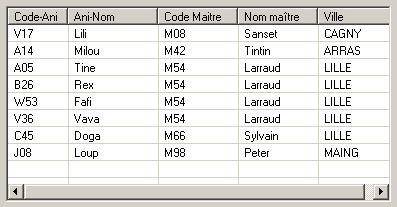 Code-Ani Ani-Nom Code Maitre Nom maître Ville
V17 Lili M08 Sanset CAGNY
A14 Milou M42 Tintin ARRAS
A05 Tine M54 Larraud LILLE
B26 Rex M54 Larraud LILLE
W53 Fafi M54 Larraud LILLE
V36 Vava M54 Larraud LILLE
C45 Doga M66 Sylvain LILLE
J08 Loup M98 Peter MAING